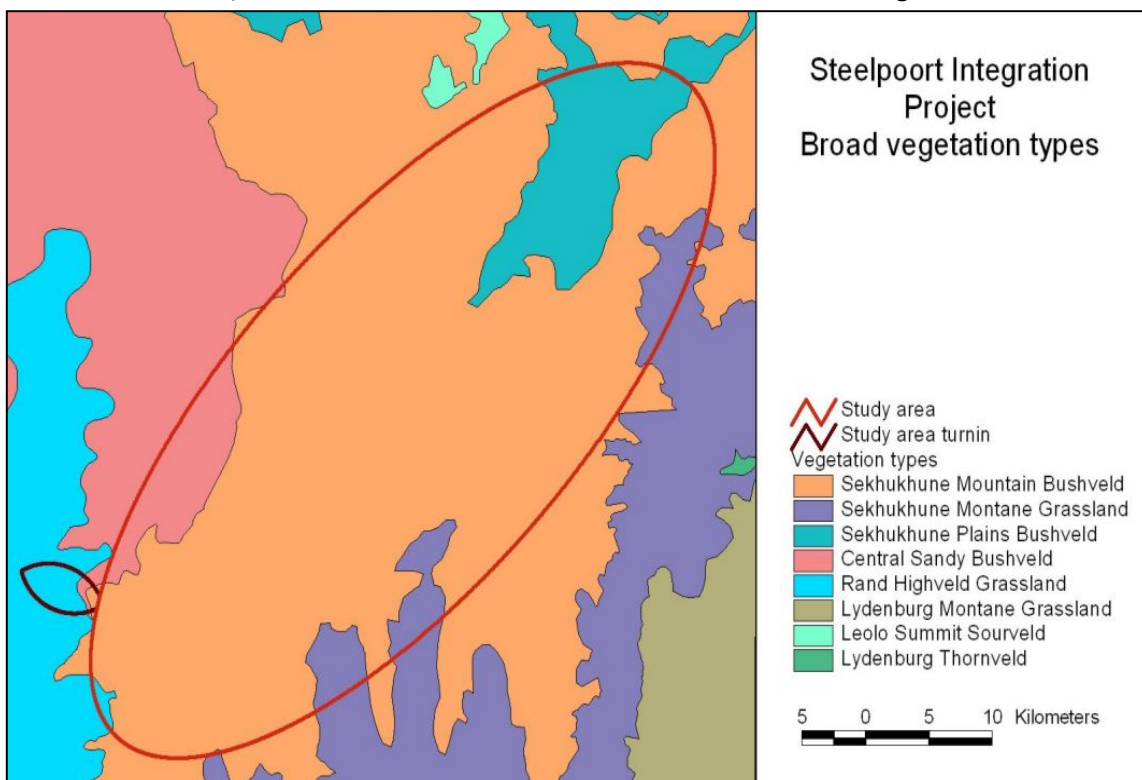 Steelpoort Integration
Project
Broad vegetation types
Study area
Study area turnin
Vegetation types
Sekhukhune Mountain Bushveld
Sekhukhune Montane Grassland
Sekhukhune Plains Bushveld
Central Sandy Bushveld
Rand Highveld Grassland
Lydenburg Montane Grassland
Leolo Summit Sourveld
Lydenburg Thornveld
5 0 5 10 Kilometers